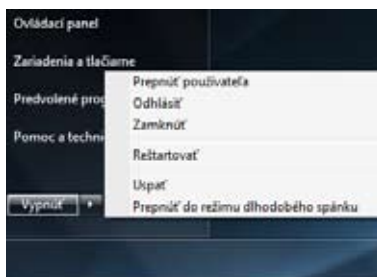 Ovládací panel
Zariadenia a tlačiarne
Predvolené prog
Pomoc a techn
Vypnúť
Prepnúť používateľa
Odhlásiť
Zamknúť
Reštartovať
Uspať
Prepnúť do režimu dlhodobého spánku